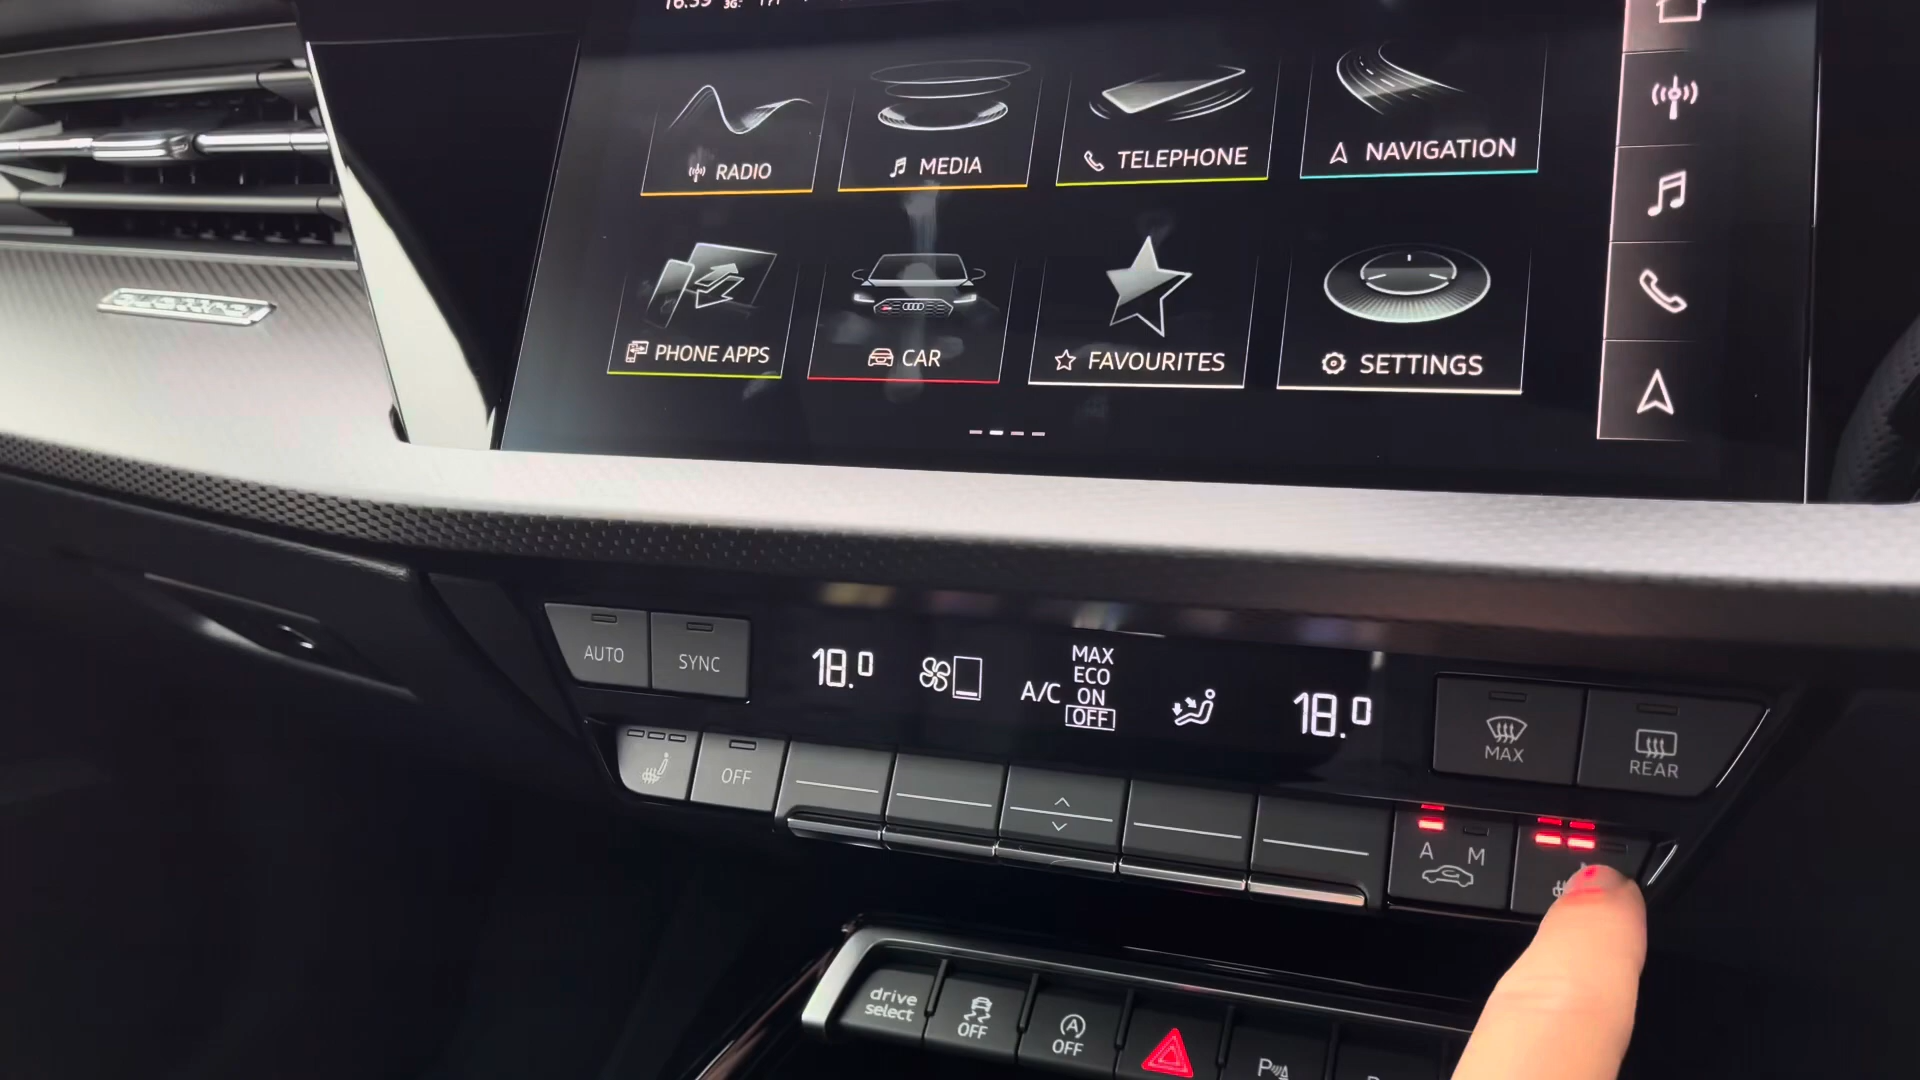 RADIO
MEDIA
TELEPHONE
NAVIGATION
PHONE APPS
CAR
FAVOURITES
SETTINGS
quattro
AUTO
SYNC
18.0
A/C
MAX
ECO
ON
OFF
18.0
MAX
REAR
OFF
A M
drive
select
OFF
A
OFF
P